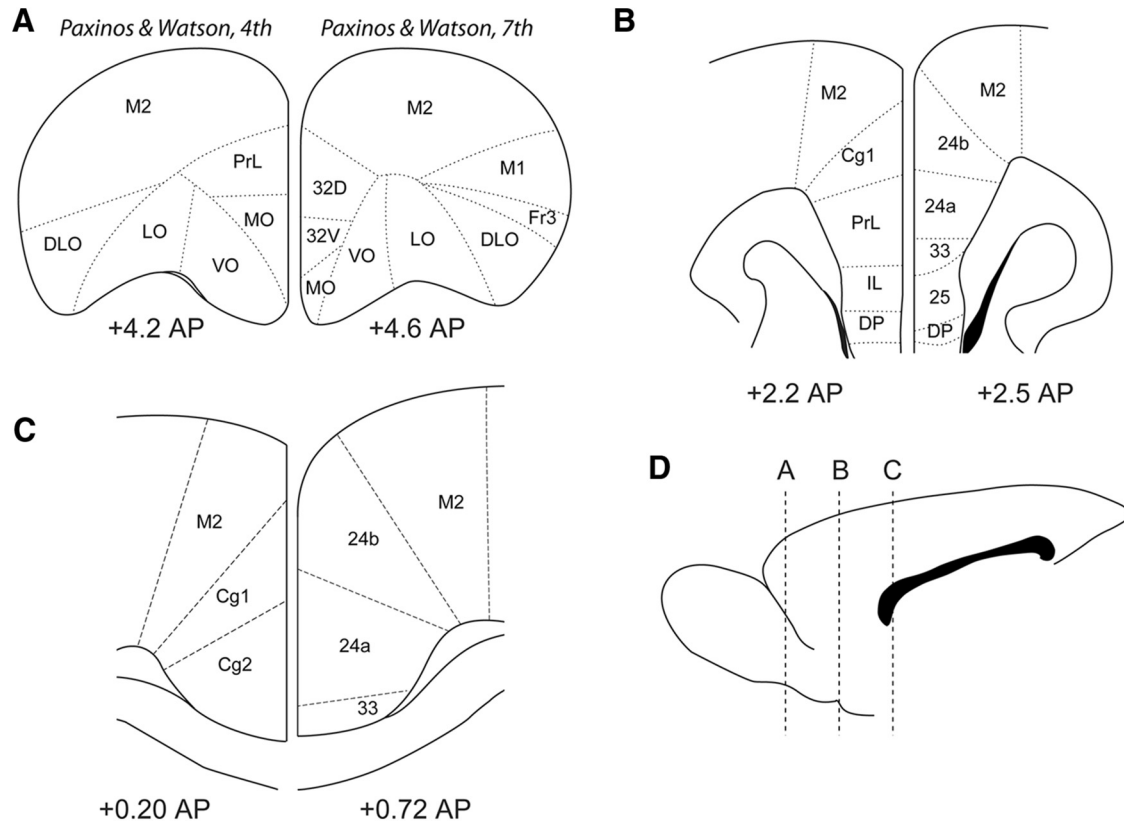 A
Paxinos & Watson, 4th
Paxinos & Watson, 7th
M2
PrL
MO
DLO
LO
VO
+4.2 AP
M2
M1
32D
Fr3
32V
VO
LO
DLO
MO
+4.6 AP
B
M2
Cg1
PrL
IL
DP
+2.2 AP
M2
24b
24a
33
25
DP
+2.5 AP
C
M2
Cg1
Cg2
+0.20 AP
M2
24b
24a
33
+0.72 AP
D
A
B
C